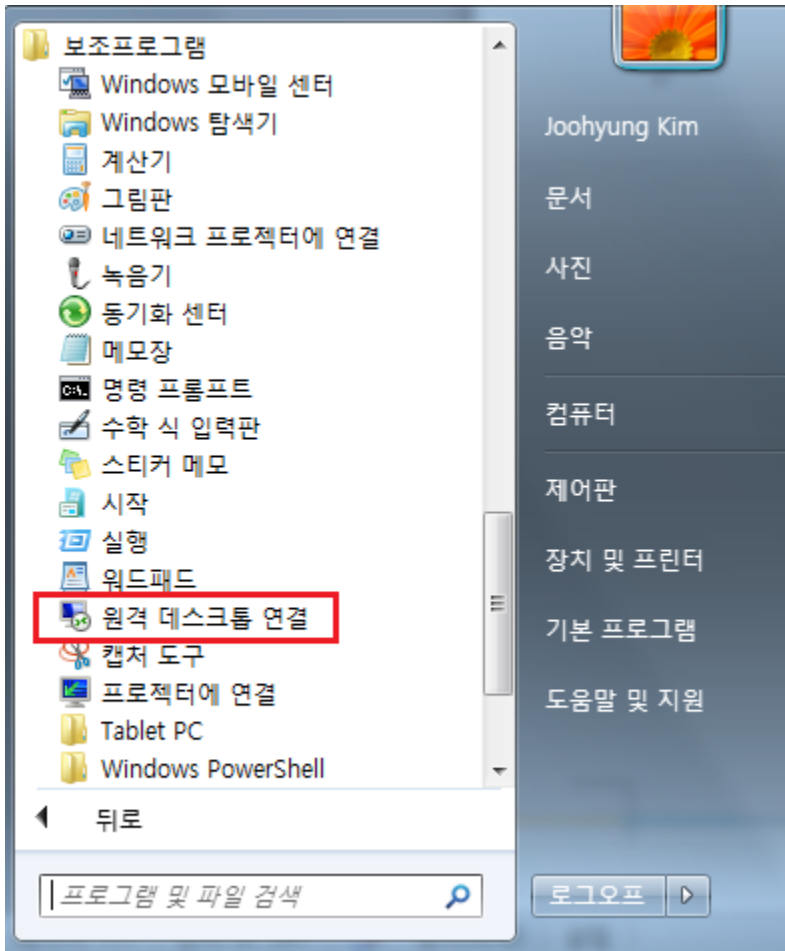 보조프로그램
Windows 모바일 센터
Windows 탐색기
계산기
그림판
네트워크 프로젝터에 연결
녹음기
동기화 센터
메모장
명령 프롬프트
수학 식 입력판
스티커 메모
시작
실행
워드패드
원격 데스크톱 연결
캡처 도구
프로젝터에 연결
Tablet PC
Windows PowerShell
뒤로
프로그램 및 파일 검색
Joohyung Kim
문서
사진
음악
컴퓨터
제어판
장치 및 프린터
기본 프로그램
도움말 및 지원
로그오프